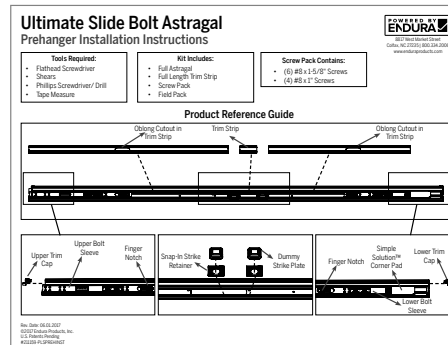 Ultimate Slide Bolt Astragal
Prehanger Installation Instructions
POWERED BY
ENDURA
8817 West Market Street
Colfax, NC 27235 | 800.334.2006
www.enduraproducts.com
Tools Required:
• Flathead Screwdriver
• Shears
• Phillips Screwdriver/ Drill
• Tape Measure
Kit Includes:
• Full Astragal
• Full Length Trim Strip
• Screw Pack
• Field Pack
Screw Pack Contains:
• (6) #8 x 1-5/8" Screws
• (4) #8 x 1" Screws
Product Reference Guide
Oblong Cutout in
Trim Strip
Trim Strip
Oblong Cutout in
Trim Strip
Upper Trim
Cap
Upper Bolt
Sleeve
Finger
Notch
Snap-In Strike
Retainer
Dummy
Strike Plate
Finger Notch
Simple
Solution™
Corner Pad
Lower Trim
Cap
Lower Bolt
Sleeve
Rev. Date: 06.01.2017
©2017 Endura Products, Inc.
U.S. Patents Pending